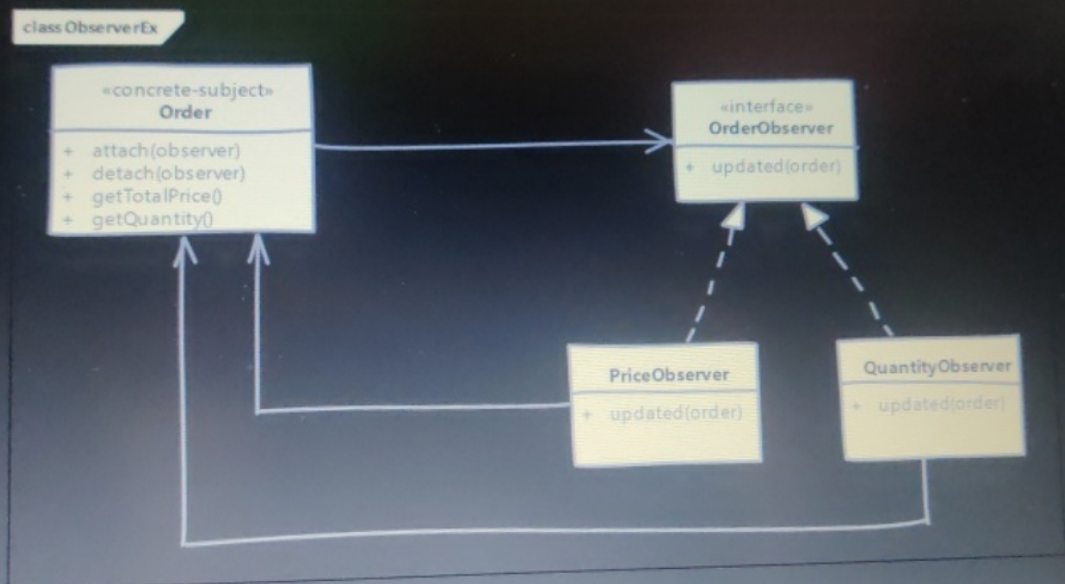 class ObserverEx
«concrete-subject»
Order
+ attach(observer)
+ detach(observer)
+ getTotalPrice()
+ getQuantity()
«interface»
OrderObserver
+ updated(order)
PriceObserver
+ updated(order)
QuantityObserver
+ updated(order)